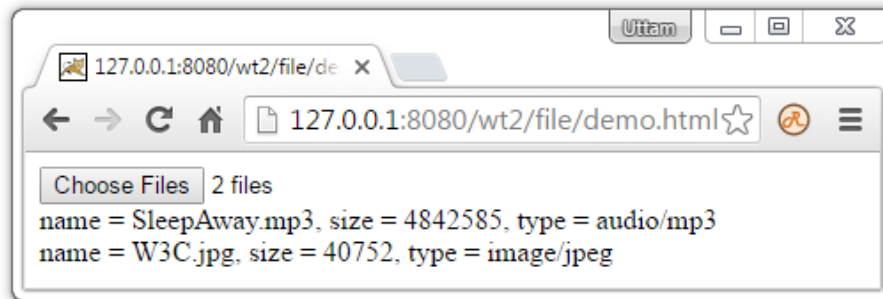 Uttam
127.0.0.1:8080/wt2/file/de
127.0.0.1:8080/wt2/file/demo.html
Choose Files 2 files
name = SleepAway.mp3, size = 4842585, type = audio/mp3
name = W3C.jpg, size = 40752, type = image/jpeg